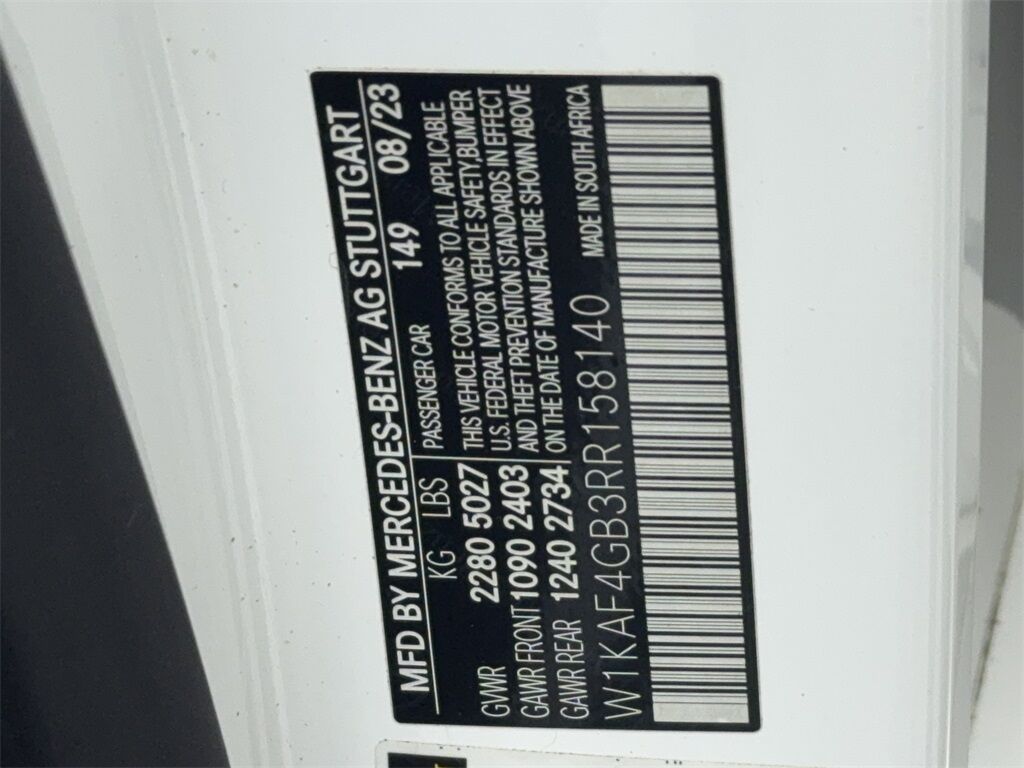 MFD BY MERCEDES-BENZ AG STUTTGART
KG LBS 149 08/23
PASSENGER CAR
GVWR 2280 5027
GAWR FRONT 1090 2403
GAWR REAR 1240 2734
THIS VEHICLE CONFORMS TO ALL APPLICABLE
U.S. FEDERAL MOTOR VEHICLE SAFETY,BUMPER
AND THEFT PREVENTION STANDARDS IN EFFECT
ON THE DATE OF MANUFACTURE SHOWN ABOVE
W1KAF4GB3RR158140 MADE IN SOUTH AFRICA